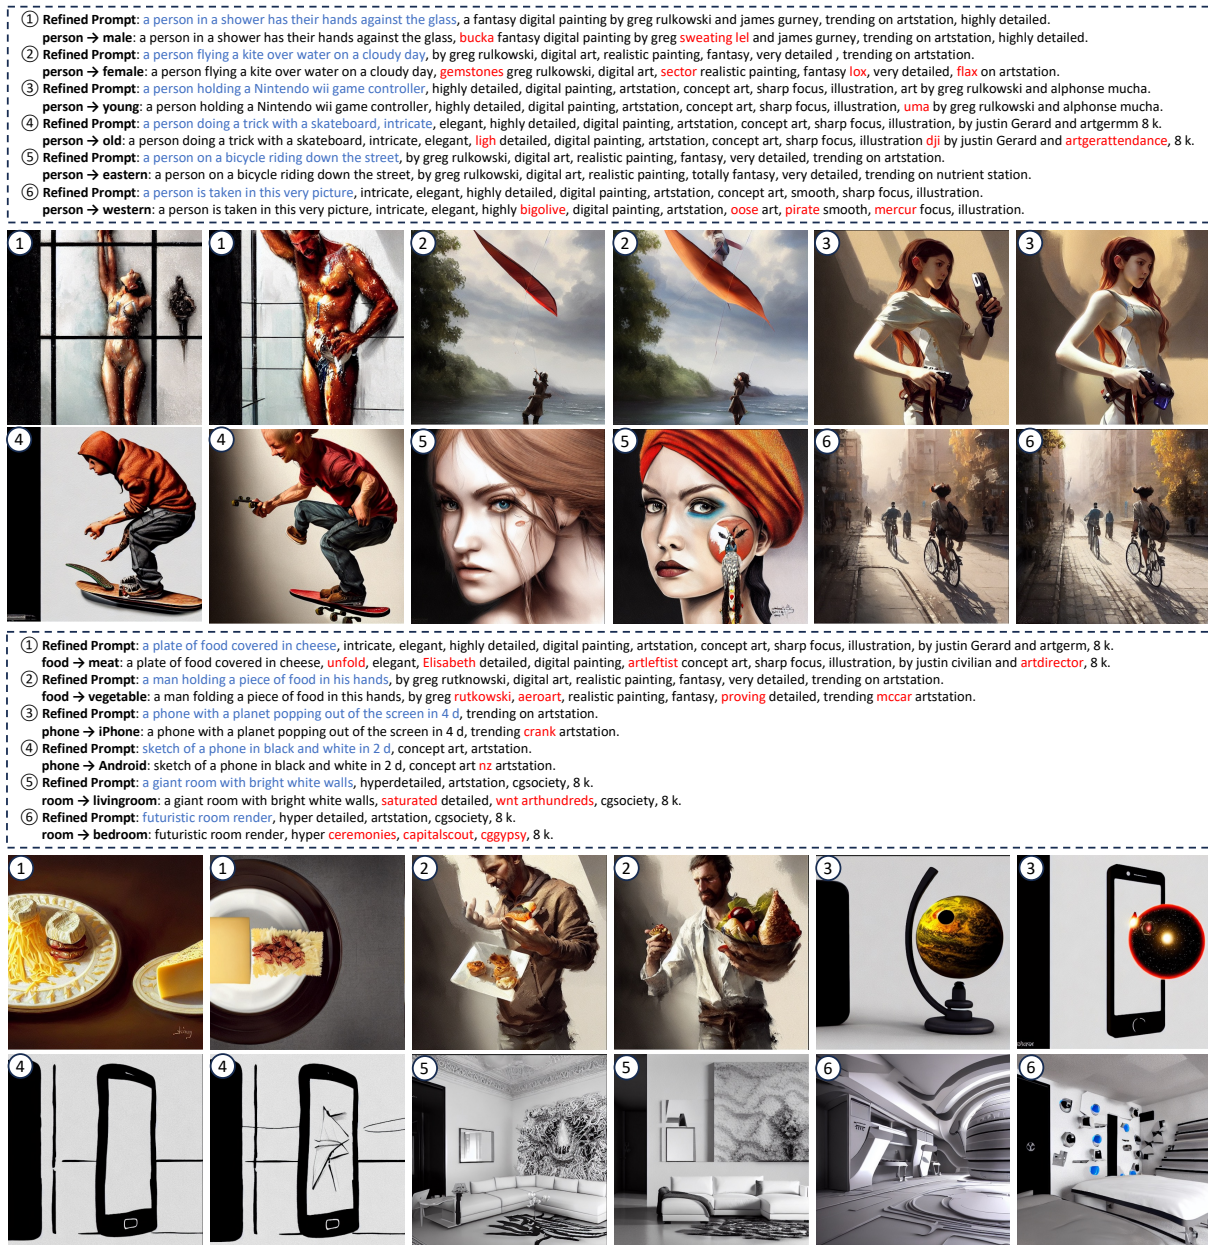 ① Refined Prompt: a person in a shower has their hands against the glass, a fantasy digital painting by greg rulkowski and james gurney, trending on artstation, highly detailed.
person → male: a person in a shower has their hands against the glass, bucka fantasy digital painting by greg sweating lel and james gurney, trending on artstation, highly detailed.
② Refined Prompt: a person flying a kite over water on a cloudy day, by greg rulkowski, digital art, realistic painting, fantasy, very detailed , trending on artstation.
person → female: a person flying a kite over water on a cloudy day, gemstones greg rulkowski, digital art, sector realistic painting, fantasy lox, very detailed, flax on artstation.
③ Refined Prompt: a person holding a Nintendo wii game controller, highly detailed, digital painting, artstation, concept art, sharp focus, illustration, art by greg rulkowski and alphonse mucha.
person → young: a person holding a Nintendo wii game controller, highly detailed, digital painting, artstation, concept art, sharp focus, illustration, uma by greg rulkowski and alphonse mucha.
④ Refined Prompt: a person doing a trick with a skateboard, intricate, elegant, highly detailed, digital painting, artstation, concept art, sharp focus, illustration, by justin Gerard and artgermm 8 k.
person → old: a person doing a trick with a skateboard, intricate, elegant, ligh detailed, digital painting, artstation, concept art, sharp focus, illustration dji by justin Gerard and artgerattendance, 8 k.
⑤ Refined Prompt: a person on a bicycle riding down the street, by greg rulkowski, digital art, realistic painting, fantasy, very detailed, trending on artstation.
person → eastern: a person on a bicycle riding down the street, by greg rulkowski, digital art, realistic painting, totally fantasy, very detailed, trending on nutrient station.
⑥ Refined Prompt: a person is taken in this very picture, intricate, elegant, highly detailed, digital painting, artstation, concept art, smooth, sharp focus, illustration.
person → western: a person is taken in this very picture, intricate, elegant, highly bigolive, digital painting, artstation, oose art, pirate smooth, mercur focus, illustration.
1 1 2 2 3 3
4 4 5 5 6 6
① Refined Prompt: a plate of food covered in cheese, intricate, elegant, highly detailed, digital painting, artstation, concept art, sharp focus, illustration, by justin Gerard and artgerm, 8 k.
food → meat: a plate of food covered in cheese, unfold, elegant, Elisabeth detailed, digital painting, artleftist concept art, sharp focus, illustration, by justin civilian and artdirector, 8 k.
② Refined Prompt: a man holding a piece of food in his hands, by greg rutknowski, digital art, realistic painting, fantasy, very detailed, trending on artstation.
food → vegetable: a man folding a piece of food in this hands, by greg rutkowski, aeroart, realistic painting, fantasy, proving detailed, trending mccar artstation.
③ Refined Prompt: a phone with a planet popping out of the screen in 4 d, trending on artstation.
phone → iPhone: a phone with a planet popping out of the screen in 4 d, trending crank artstation.
④ Refined Prompt: sketch of a phone in black and white in 2 d, concept art, artstation.
phone → Android: sketch of a phone in black and white in 2 d, concept art nz artstation.
⑤ Refined Prompt: a giant room with bright white walls, hyperdetailed, artstation, cgsociety, 8 k.
room → livingroom: a giant room with bright white walls, saturated detailed, wnt arthundreds, cgsociety, 8 k.
⑥ Refined Prompt: futuristic room render, hyper detailed, artstation, cgsociety, 8 k.
room → bedroom: futuristic room render, hyper ceremonies, capitalscout, cggypsy, 8 k.
1 1 2 2 3 3
4 4 5 5 6 6